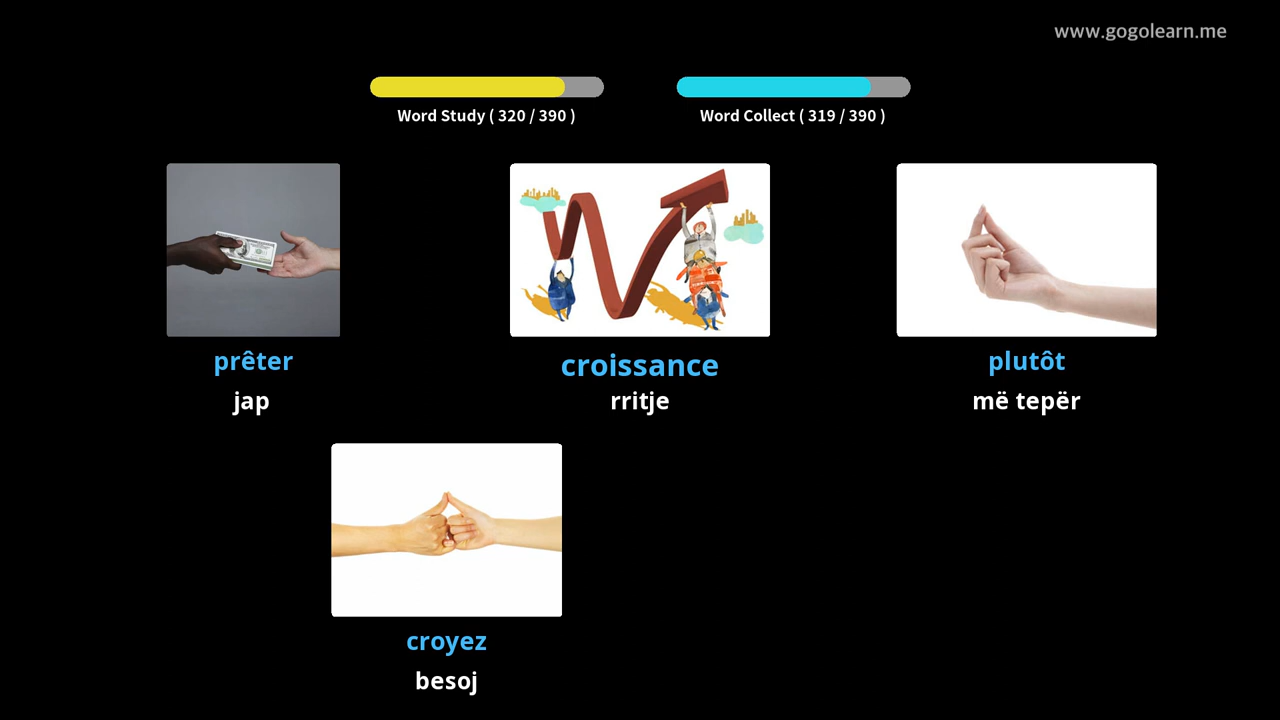 www.gogolearn.me
Word Study ( 320 / 390 )
Word Collect ( 319 / 390 )
prêter
jap
croissance
rritje
plutôt
më tepër
croyez
besoj